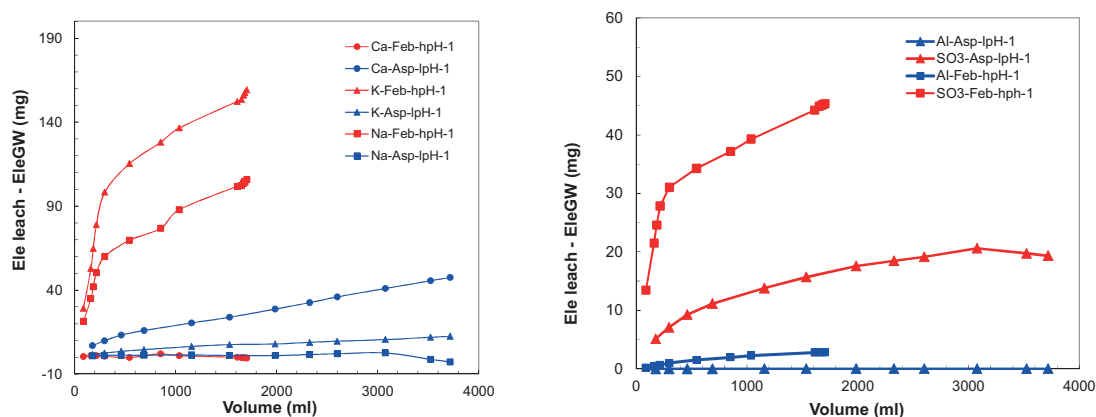 190
140
90
40
-10
0
1000
2000
3000
4000
Ele leach - EleGW (mg)
Volume (ml)
Ca-Feb-hpH-1
Ca-Asp-lpH-1
K-Feb-hpH-1
K-Asp-lpH-1
Na-Feb-hpH-1
Na-Asp-lpH-1
60
50
40
30
20
10
0
0
1000
2000
3000
4000
Ele leach - EleGW (mg)
Volume (ml)
Al-Asp-lpH-1
SO3-Asp-lpH-1
Al-Feb-hpH-1
SO3-Feb-hph-1